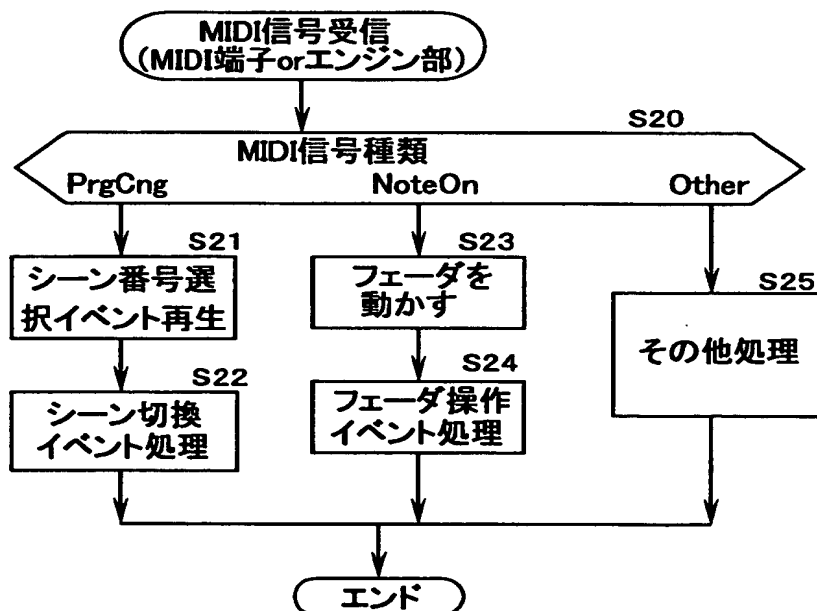 MIDI信号受信
(MIDI端子orエンジン部)
S20
MIDI信号種類
PrgCng
NoteOn
Other
S21
シーン番号選
択イベント再生
S22
シーン切換
イベント処理
S23
フェーダを
動かす
S24
フェーダ操作
イベント処理
S25
その他処理
エンド